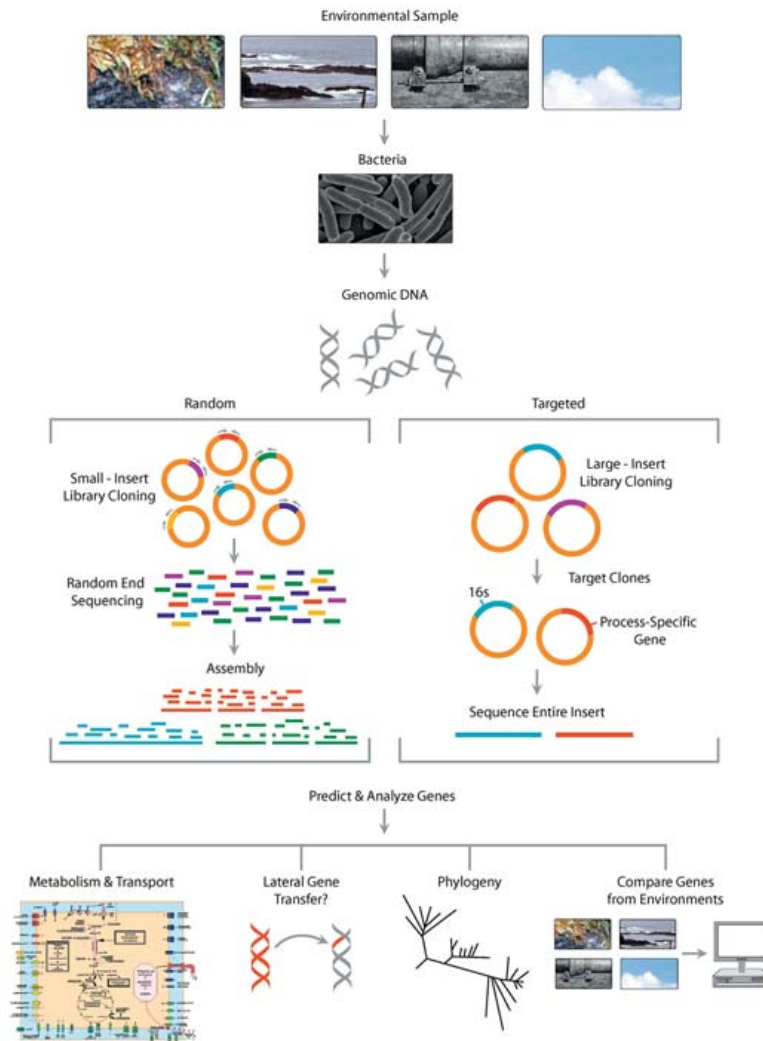 Environmental Sample
Bacteria
Genomic DNA
Random
Small - Insert
Library Cloning
Random End
Sequencing
Assembly
Targeted
Large - Insert
Library Cloning
Target Clones
16s
Process-Specific
Gene
Sequence Entire Insert
Predict & Analyze Genes
Metabolism & Transport
Lateral Gene
Transfer?
Phylogeny
Compare Genes
from Environments